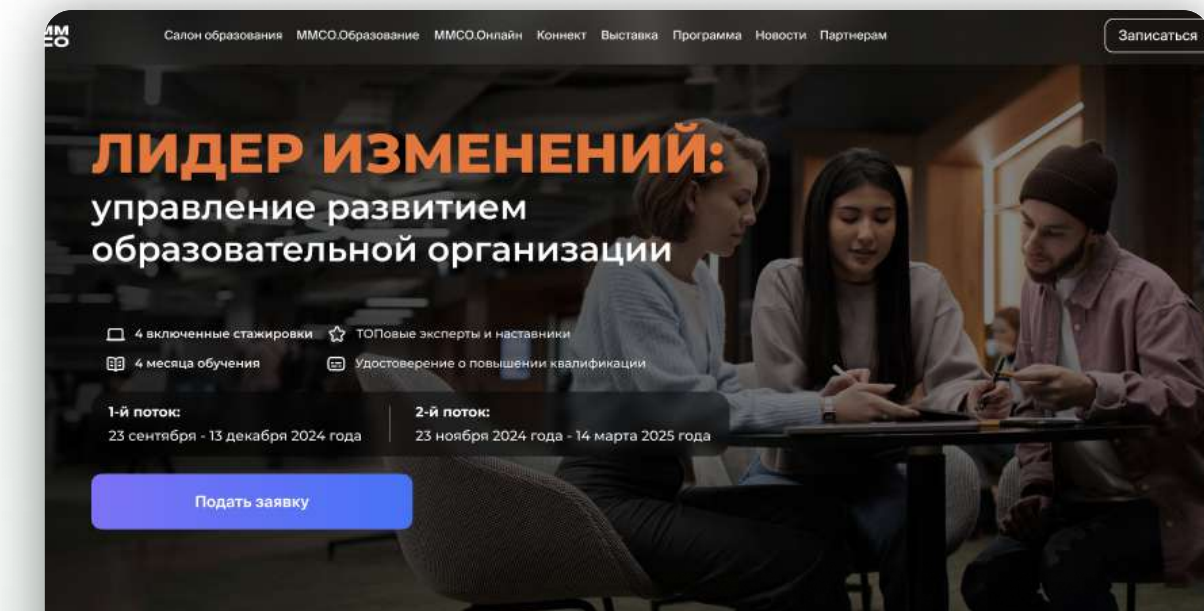 Салон образования ММСО.Образование ММСО.Онлайн Коннект Выставка Программа Новости Партнерам Записаться
ЛИДЕР ИЗМЕНЕНИЙ:
управление развитием
образовательной организации
4 включенные стажировки ТОПовые эксперты и наставники
4 месяца обучения Удостоверение о повышении квалификации
1-й поток: 2-й поток:
23 сентября - 13 декабря 2024 года 23 ноября 2024 года - 14 марта 2025 года
Подать заявку